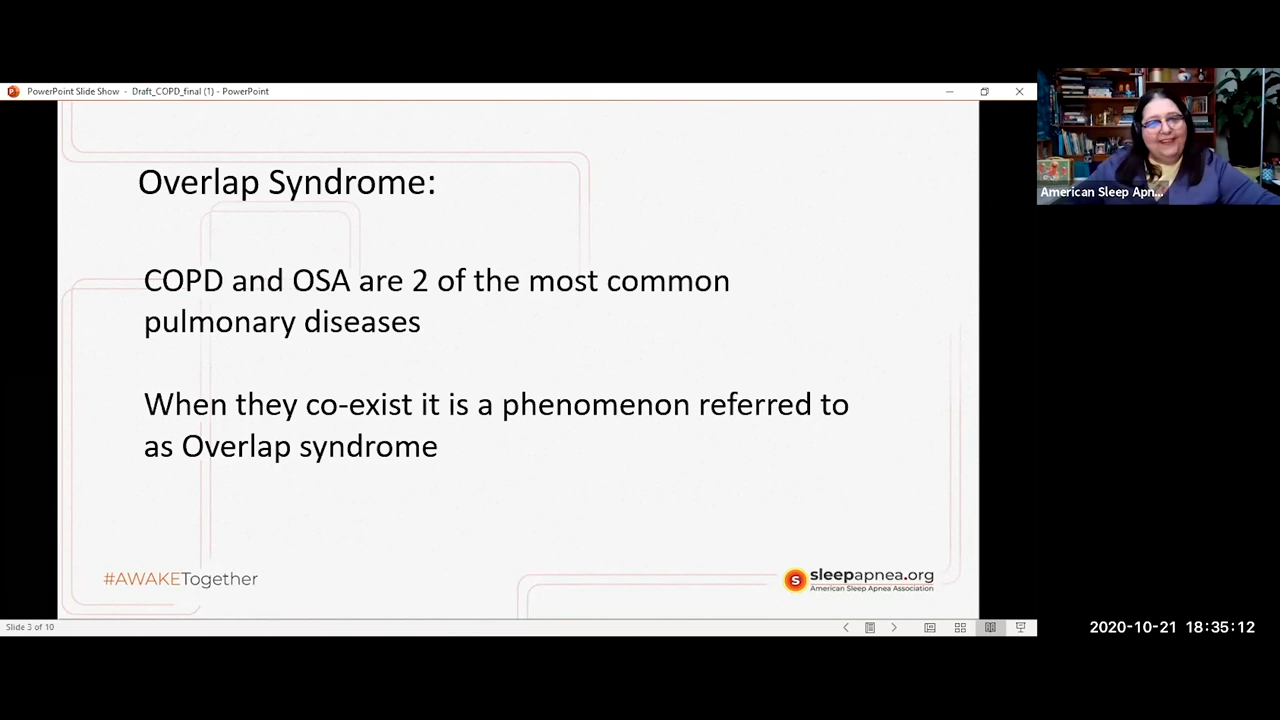 PowerPoint Slide Show - Draft_COPD_final (1) - PowerPoint
American Sleep Apn...
Overlap Syndrome:
COPD and OSA are 2 of the most common
pulmonary diseases
When they co-exist it is a phenomenon referred to
as Overlap syndrome
#AWAKETogether
s
sleepapnea.org
American Sleep Apnea Association
Slide 3 of 10
2020-10-21 18:35:12